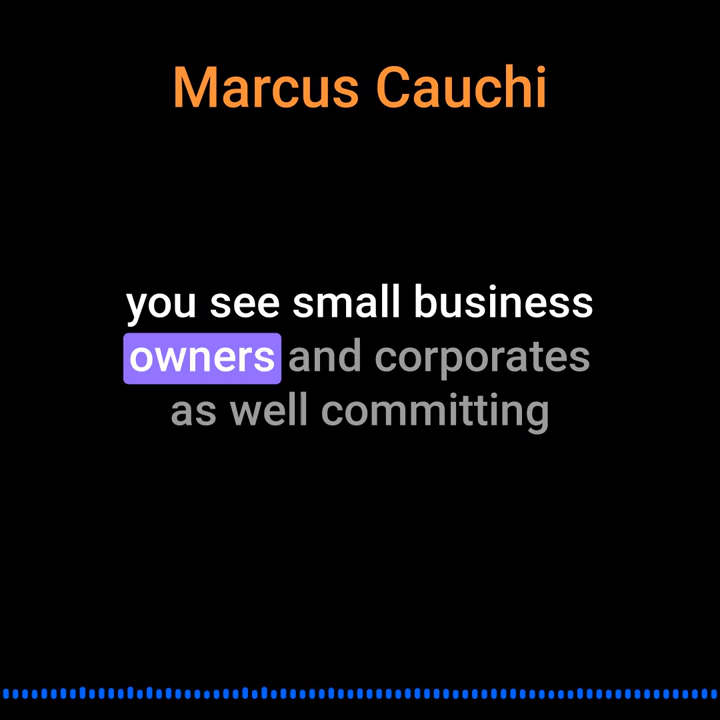 Marcus Cauchi
you see small business
owners and corporates
as well committing